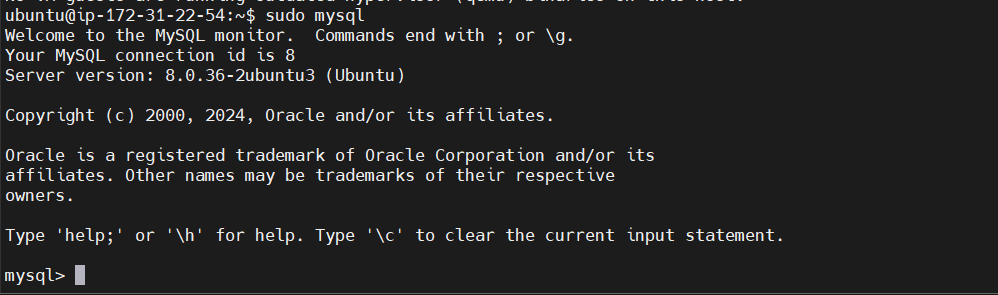 ubuntu@ip-172-31-22-54:~$ sudo mysql
Welcome to the MySQL monitor.  Commands end with ; or \g.
Your MySQL connection id is 8
Server version: 8.0.36-2ubuntu3 (Ubuntu)
Copyright (c) 2000, 2024, Oracle and/or its affiliates.
Oracle is a registered trademark of Oracle Corporation and/or its
affiliates. Other names may be trademarks of their respective
owners.
Type 'help;' or '\h' for help. Type '\c' to clear the current input statement.
mysql>